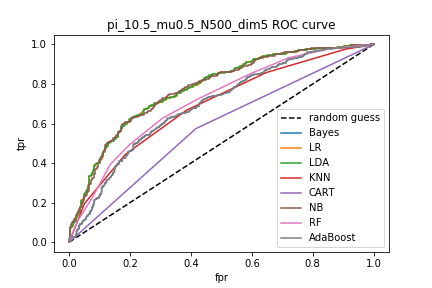 pi_10.5_mu0.5_N500_dim5 ROC curve
tpr
1.0
0.8
0.6
0.4
0.2
0.0
random guess
Bayes
LR
LDA
KNN
CART
NB
RF
AdaBoost
0.0 0.2 0.4 0.6 0.8 1.0
fpr